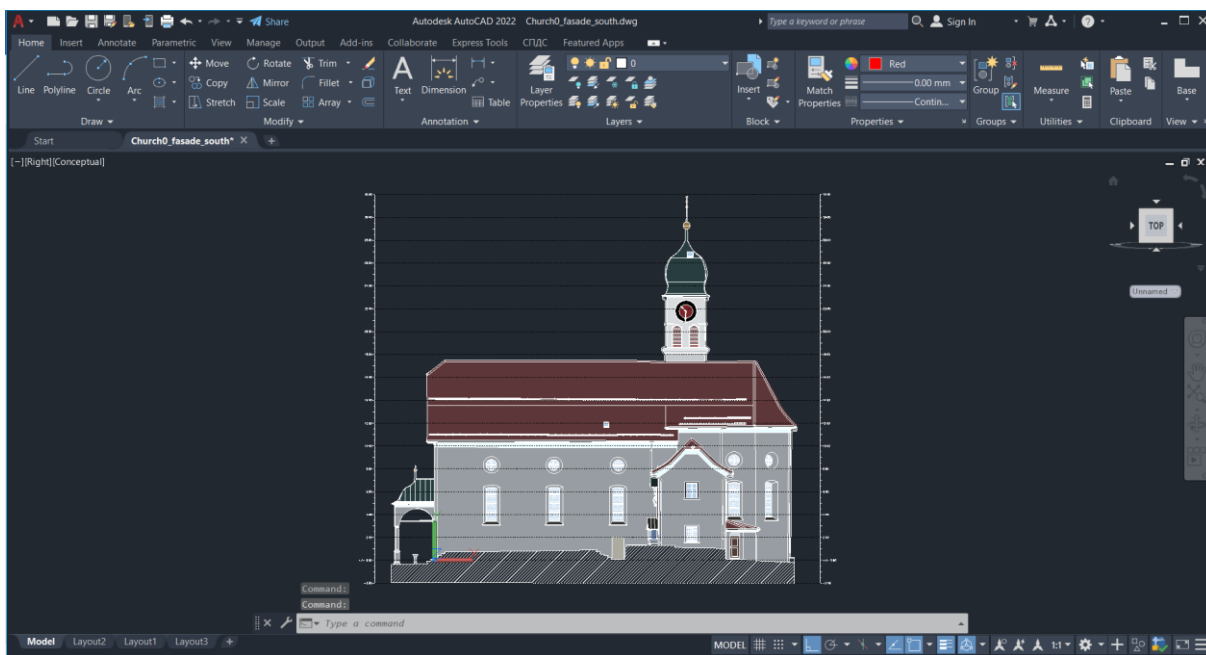 Share
Autodesk AutoCAD 2022 Church0_fasade_south.dwg
Type a keyword or phrase
Sign In
Home Insert Annotate Parametric View Manage Output Add-ins Collaborate Express Tools СПДС Featured Apps
Move Rotate Trim
Copy Mirror Fillet
Stretch Scale Array
Line Polyline Circle Arc
Text Dimension
Table
Layer Properties
0
Insert
Match Properties
Red
0.00 mm
Contin...
Group
Measure
Paste
Base
Draw Modify Annotation Layers Block Properties Groups Utilities Clipboard View
Start Church0_fasade_south*
[−][Right][Conceptual]
TOP
Unnamed
Command:
Command:
Type a command
Model Layout2 Layout1 Layout3
MODEL
1:1